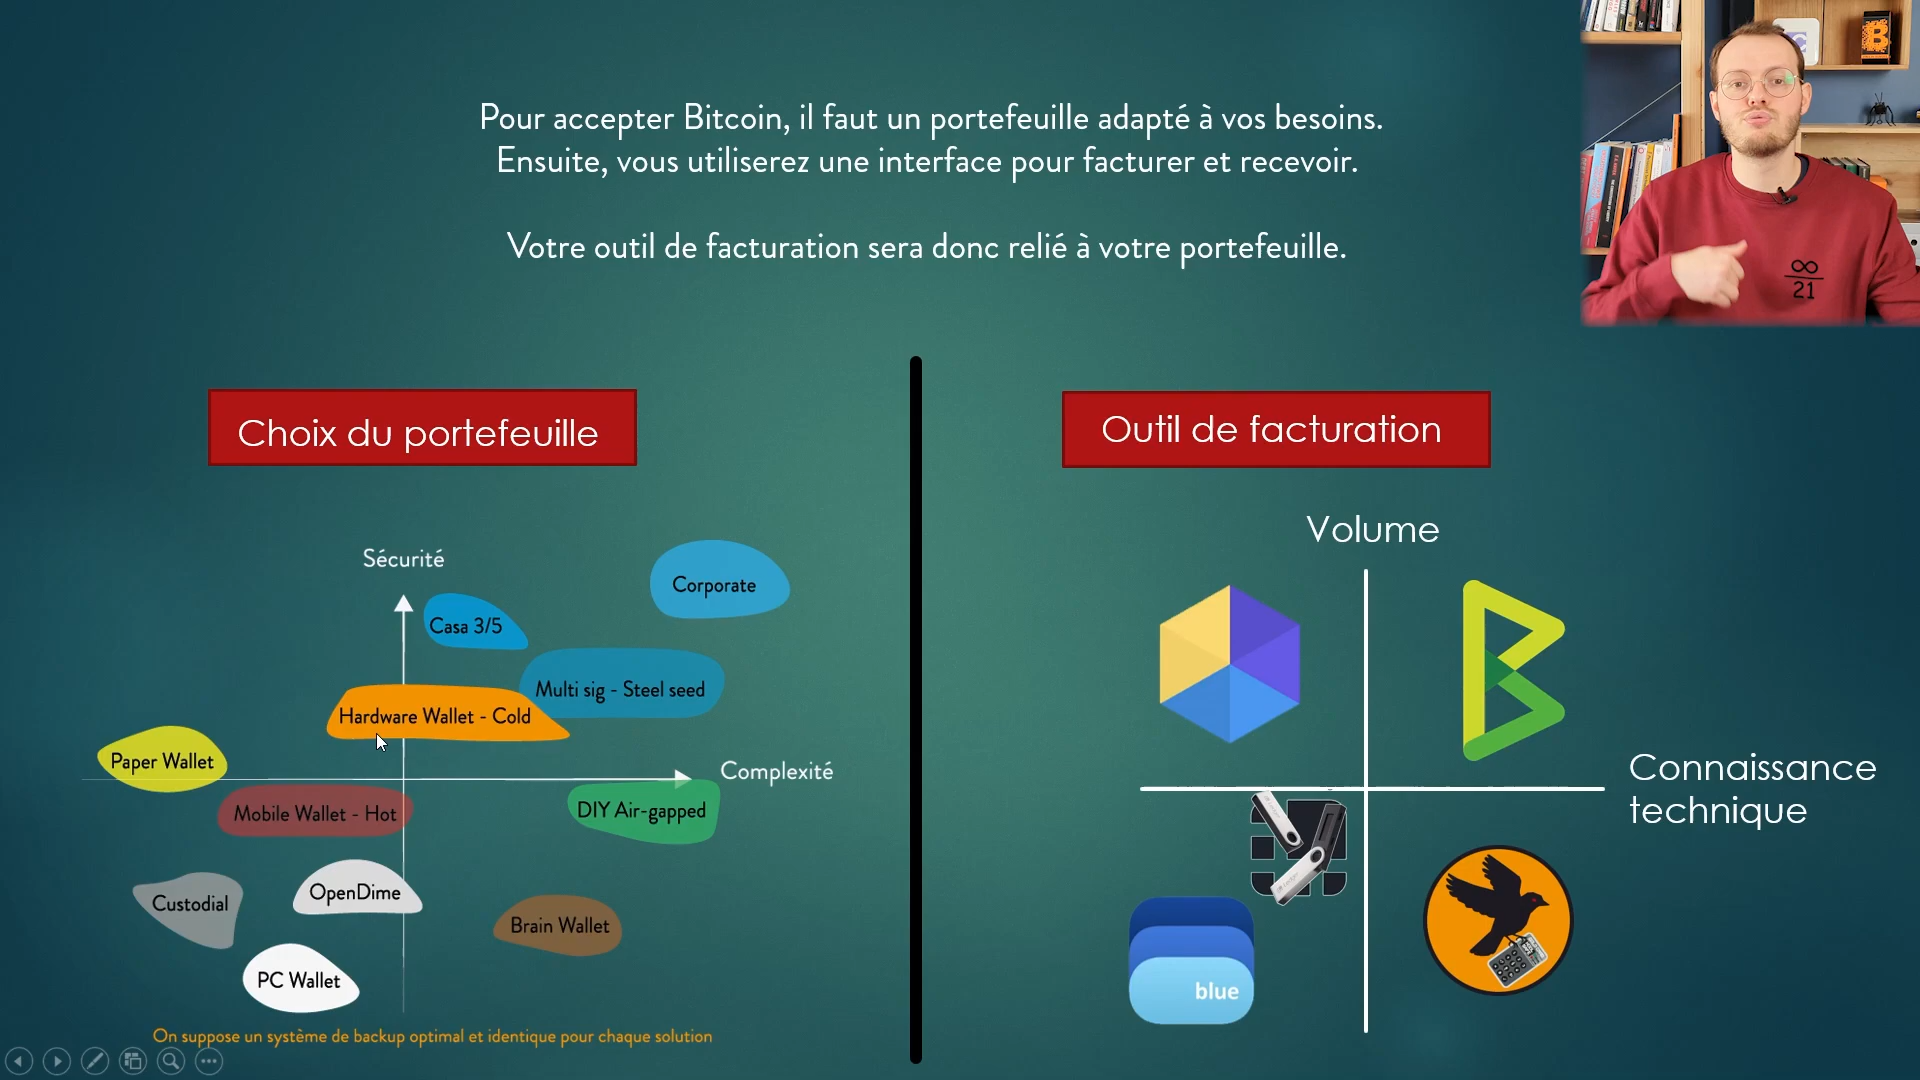 Pour accepter Bitcoin, il faut un portefeuille adapté à vos besoins.
Ensuite, vous utiliserez une interface pour facturer et recevoir.
Votre outil de facturation sera donc relié à votre portefeuille.
∞
21
Choix du portefeuille
Sécurité
Corporate
Casa 3/5
Multi sig - Steel seed
Hardware Wallet - Cold
Paper Wallet
Complexité
Mobile Wallet - Hot
DIY Air-gapped
OpenDime
Custodial
Brain Wallet
PC Wallet
On suppose un système de backup optimal et identique pour chaque solution
Outil de facturation
Volume
Connaissance
technique
blue